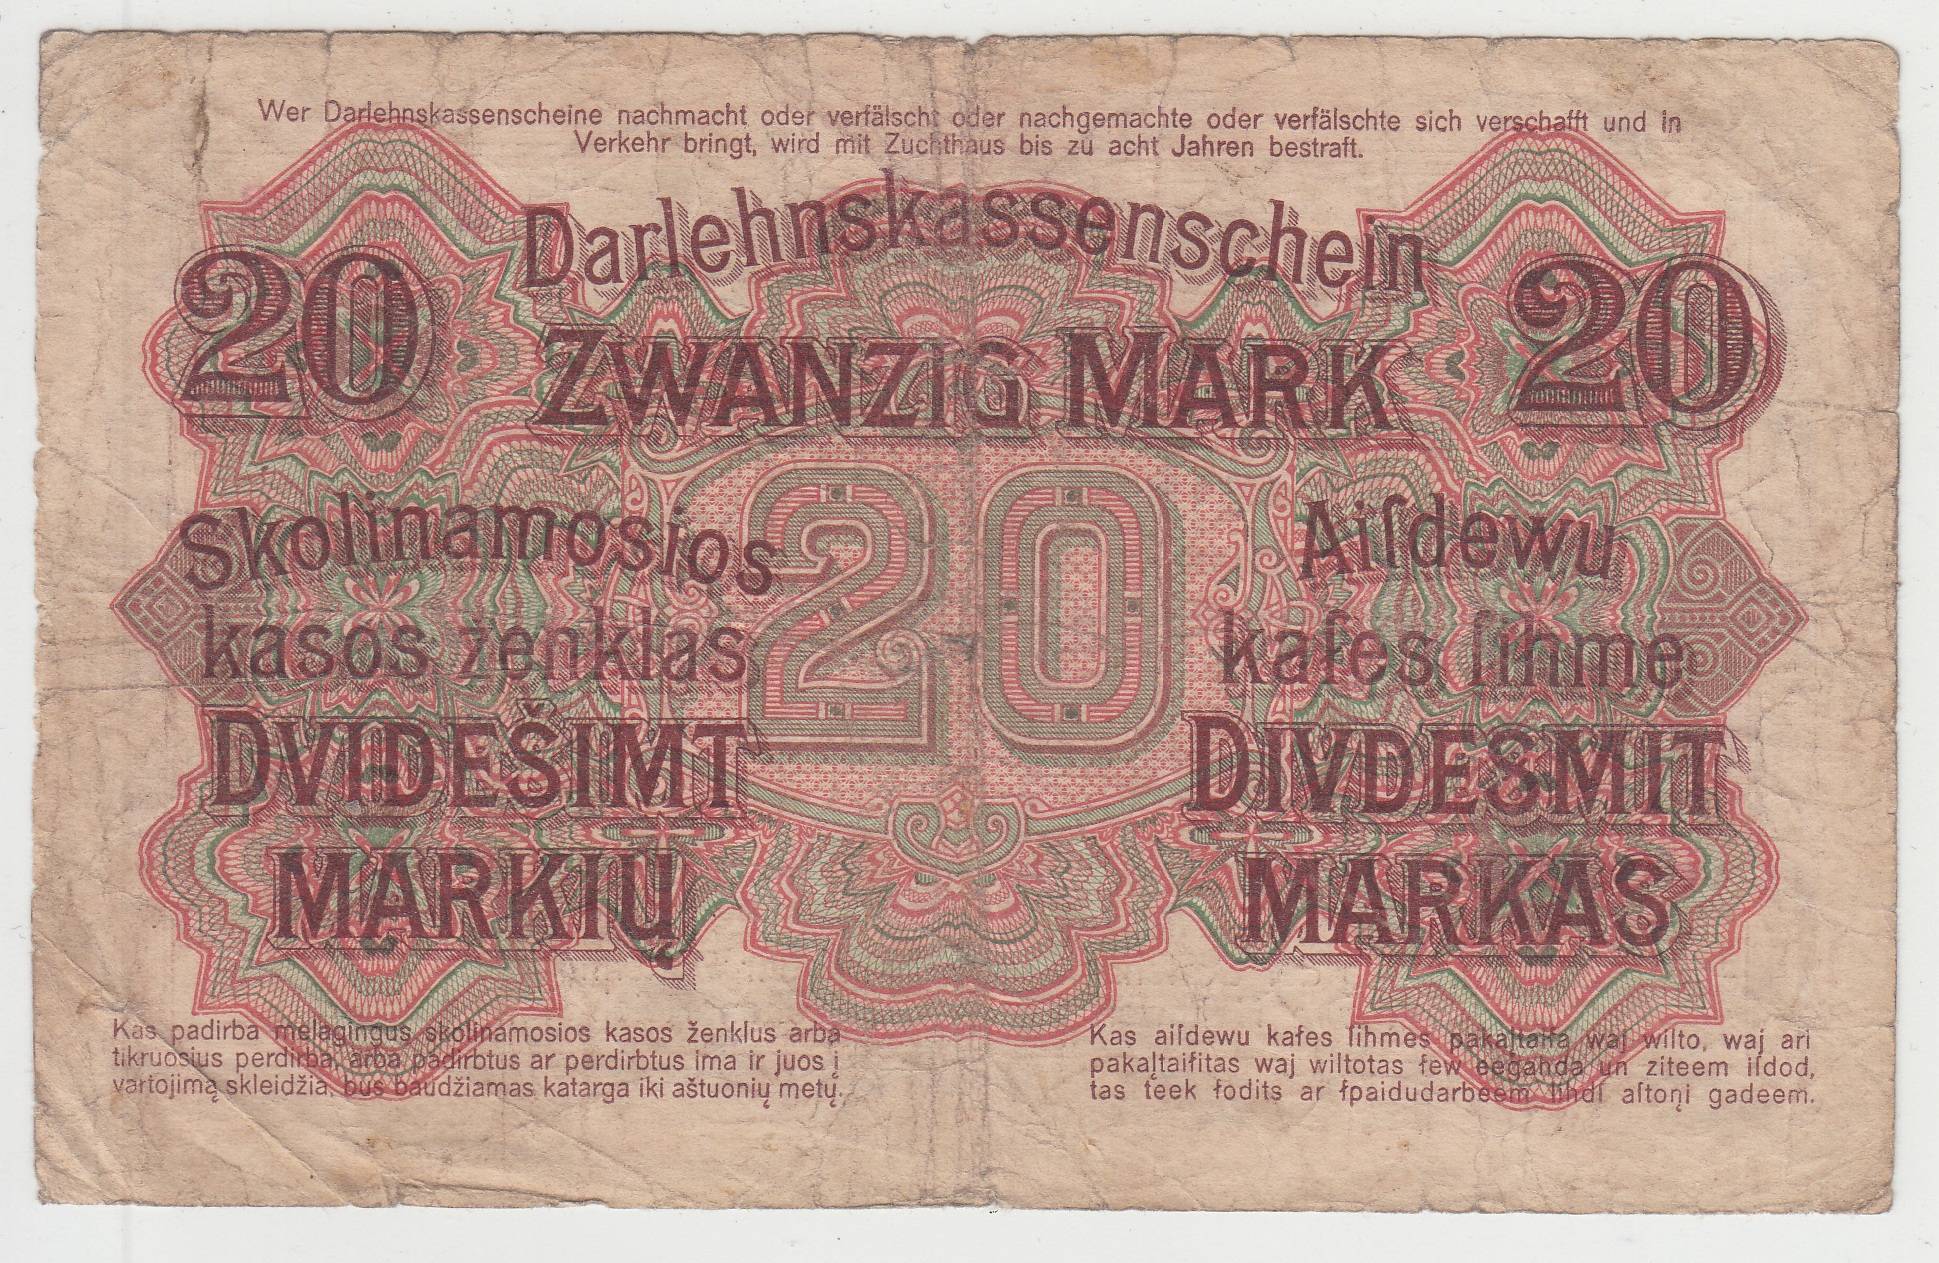 Wer Darlehnskassenscheine nachmacht oder verfälscht oder nachgemachte oder verfälschte sich verschafft und in
Verkehr bringt, wird mit Zuchthaus bis zu acht Jahren bestraft.
Darlehnskassenschein
20 ZWANZIG MARK 20
20
Skolinamosios
kasos ženklas
DVIDEŠIMT
MARKIŲ
Aiſdewu
kaſes ſihme
DIVDESMIT
MARKAS
Kas padirba melagingus skolinamosios kasos ženklus arba
tikruosius perdirba, arba padirbtus ar perdirbtus ima ir juos į
vartojimą skleidžia, bus baudžiamas katarga iki aštuonių metų.
Kas aiſdewu kaſes ſihmes pakaļtaiſa waj wilto, waj ari
pakaļtaiſitas waj wiltotas ſew eeganda un ziteem iſdod,
tas teek ſodits ar ſpaidudarbeem lihdſ aſtoņi gadeem.